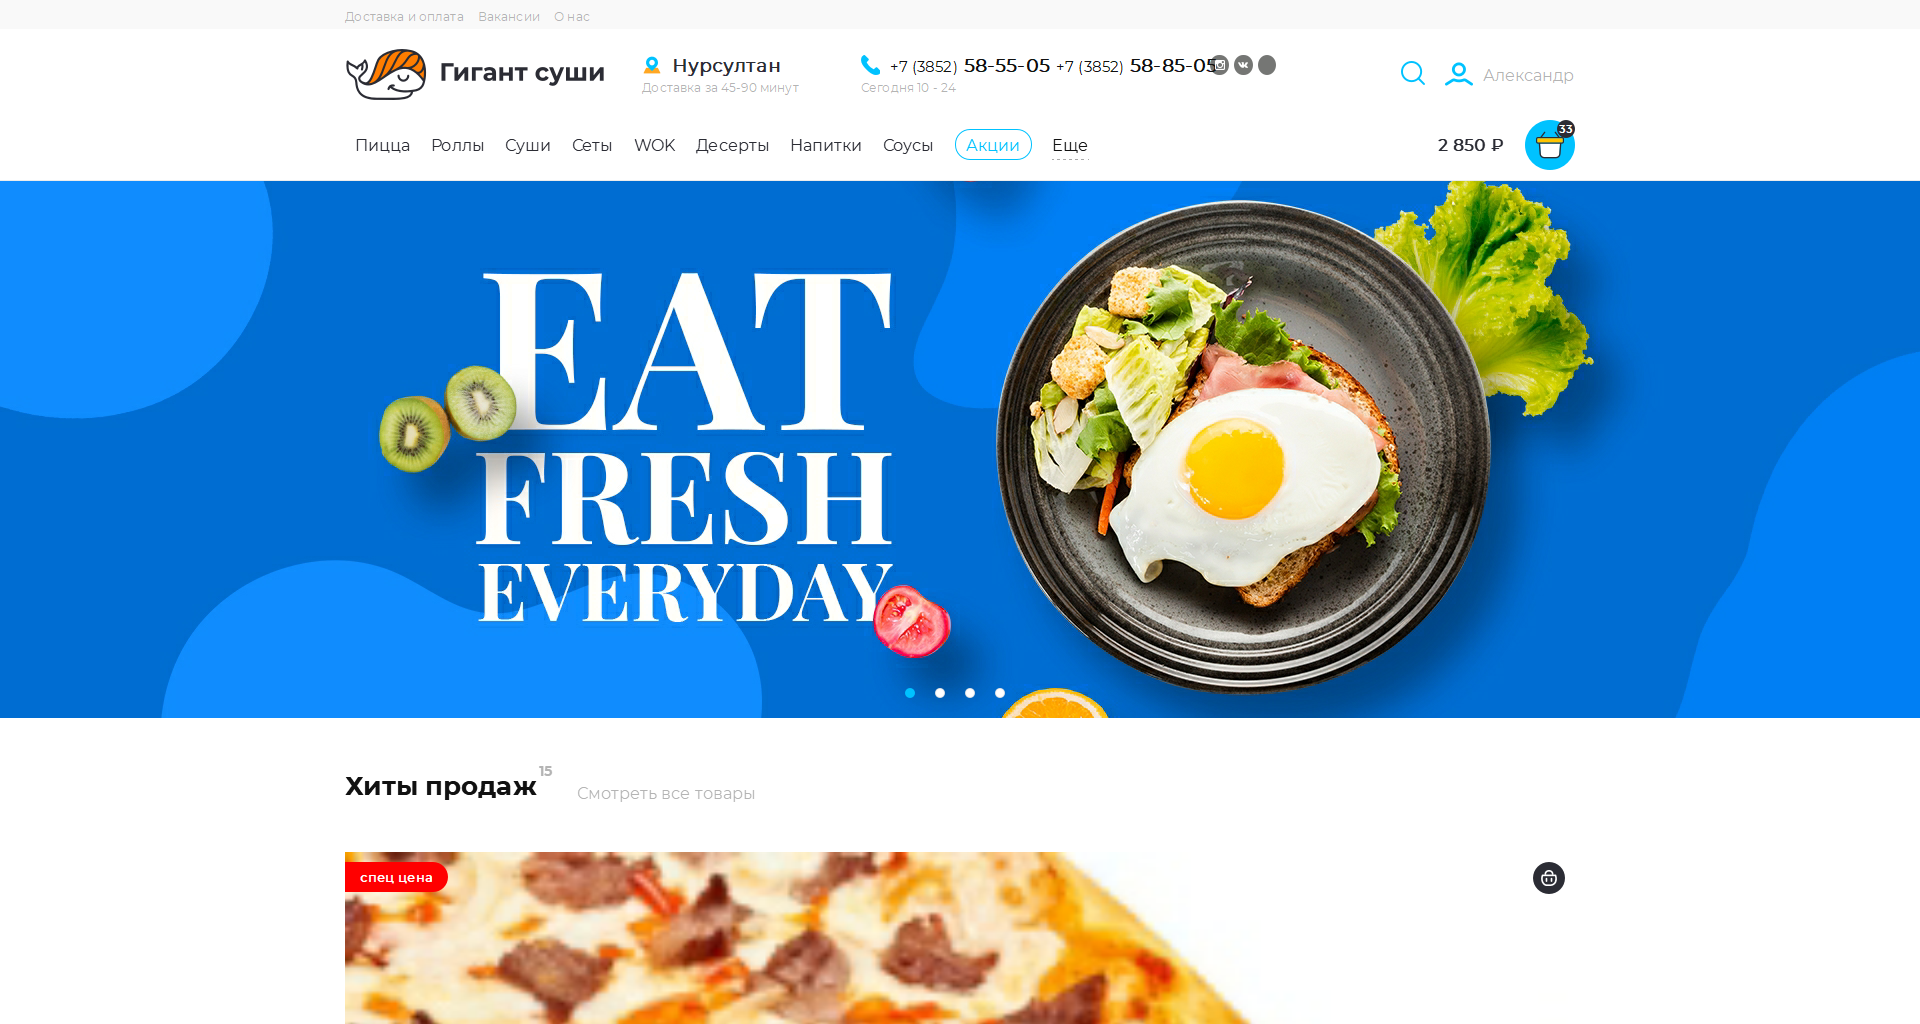 Доставка и оплата Вакансии О нас
Гигант суши
Нурсултан
Доставка за 45-90 минут
+7 (3852) 58-55-05 +7 (3852) 58-85-05
Сегодня 10 - 24
Александр
Пицца Роллы Суши Сеты WOK Десерты Напитки Соусы Акции Еще
2 850 ₽
33
EAT
FRESH
EVERYDAY
Хиты продаж 15
Смотреть все товары
спец цена